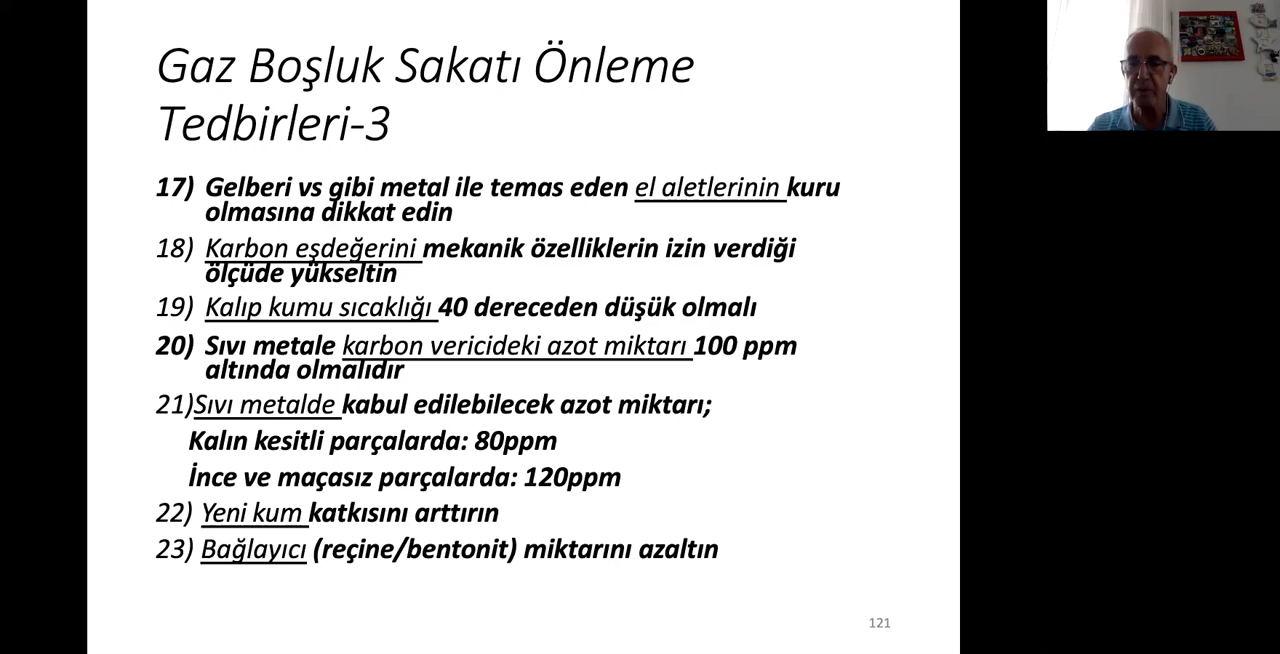 Gaz Boşluk Sakatı Önleme
Tedbirleri-3
17) Gelberi vs gibi metal ile temas eden el aletlerinin kuru
olmasına dikkat edin
18) Karbon eşdeğerini mekanik özelliklerin izin verdiği
ölçüde yükseltin
19) Kalıp kumu sıcaklığı 40 dereceden düşük olmalı
20) Sıvı metale karbon vericideki azot miktarı 100 ppm
altında olmalıdır
21)Sıvı metalde kabul edilebilecek azot miktarı;
Kalın kesitli parçalarda: 80ppm
İnce ve maçasız parçalarda: 120ppm
22) Yeni kum katkısını arttırın
23) Bağlayıcı (reçine/bentonit) miktarını azaltın
121